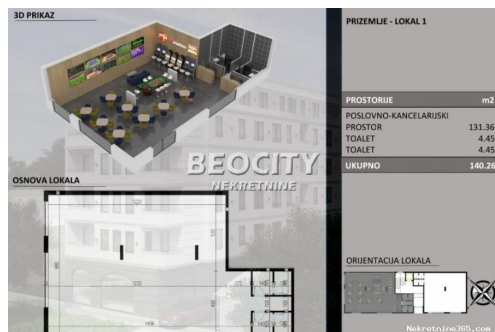 3D PRIKAZ
PRIZEMLJE - LOKAL 1
PROSTORIJE m2
POSLOVNO-KANCELARIJSKI
PROSTOR 131.36
TOALET 4.45
TOALET 4.45
UKUPNO 140.26
BEOCITY
NEKRETNINE
OSNOVA LOKALA
ORIJENTACIJA LOKALA
Nekretnine365.com